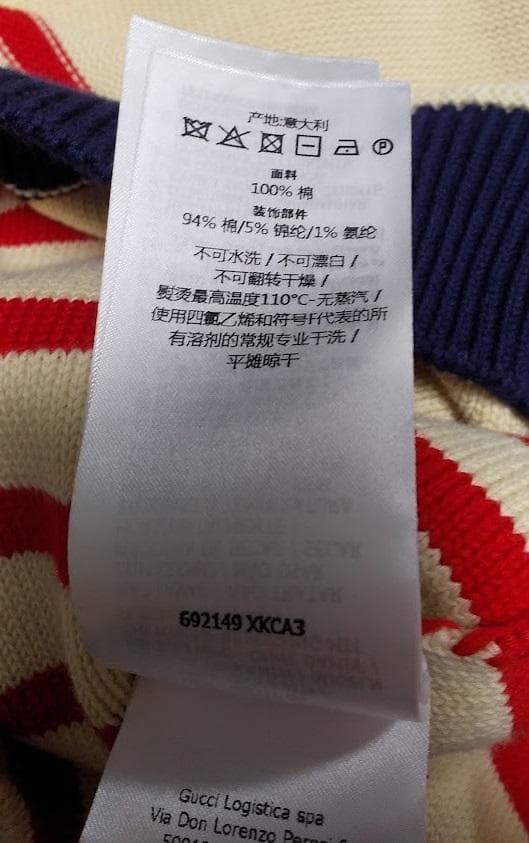 产地:意大利
P
面料
100% 棉
装饰部件
94% 棉/5% 锦纶/1% 氨纶
不可水洗 / 不可漂白 /
不可翻转干燥 /
熨烫最高温度110°C-无蒸汽 /
使用四氯乙烯和符号F代表的所
有溶剂的常规专业干洗 /
平摊晾干
692149 XKCA3
Gucci Logistica spa
Via Don Lorenzo